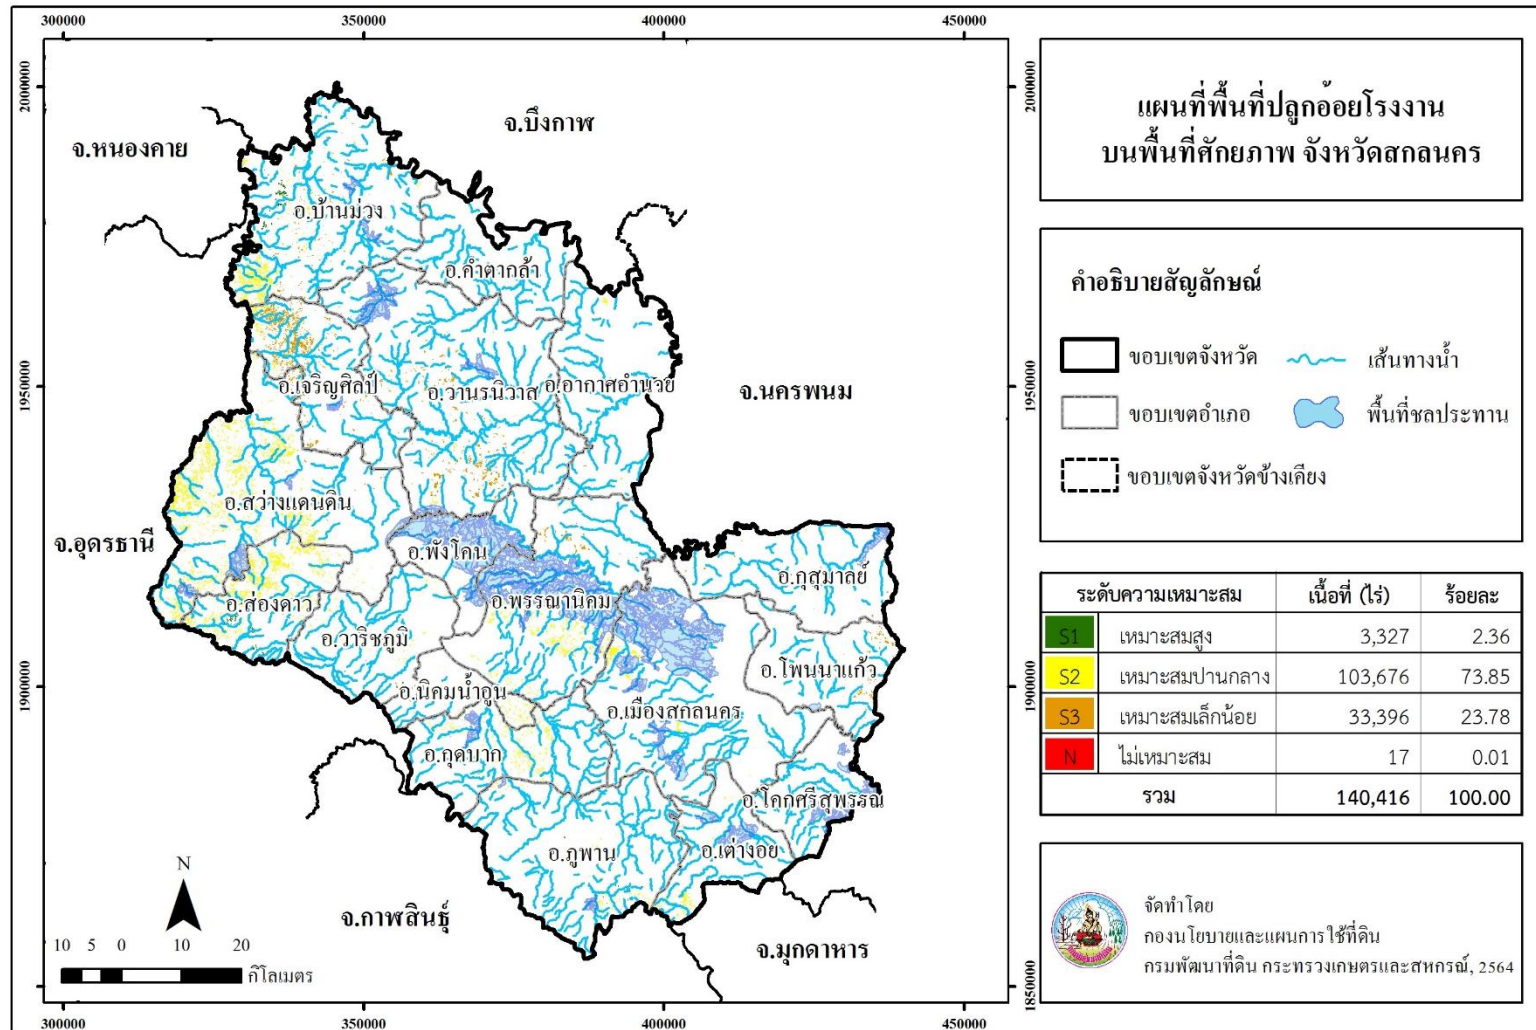 300000 350000 400000 450000
2000000
1950000
1900000
1850000
จ.หนองคาย
จ.บึงกาฬ
อ.บ้านม่วง
อ.คำตากล้า
อ.เจริญศิลป์
อ.วานรนิวาส
อ.อากาศอำนวย
จ.นครพนม
อ.สว่างแดนดิน
จ.อุดรธานี
อ.พังโคน
อ.ส่องดาว
อ.วาริชภูมิ
อ.พรรณานิคม
อ.กุสุมาลย์
อ.นิคมน้ำอูน
อ.เมืองสกลนคร
อ.โพนนาแก้ว
อ.กุดบาก
อ.โคกศรีสุพรรณ
อ.ภูพาน
อ.เต่างอย
จ.กาฬสินธุ์
จ.มุกดาหาร
N
10 5 0 10 20
กิโลเมตร
300000 350000 400000 450000
2000000
1950000
1900000
1850000
แผนที่พื้นที่ปลูกอ้อยโรงงาน
บนพื้นที่ศักยภาพ จังหวัดสกลนคร
คำอธิบายสัญลักษณ์
ขอบเขตจังหวัด เส้นทางน้ำ
ขอบเขตอำเภอ พื้นที่ชลประทาน
ขอบเขตจังหวัดข้างเคียง
ระดับความเหมาะสม เนื้อที่ (ไร่) ร้อยละ
S1 เหมาะสมสูง 3,327 2.36
S2 เหมาะสมปานกลาง 103,676 73.85
S3 เหมาะสมเล็กน้อย 33,396 23.78
N ไม่เหมาะสม 17 0.01
รวม 140,416 100.00
จัดทำโดย
กองนโยบายและแผนการใช้ที่ดิน
กรมพัฒนาที่ดิน กระทรวงเกษตรและสหกรณ์, 2564